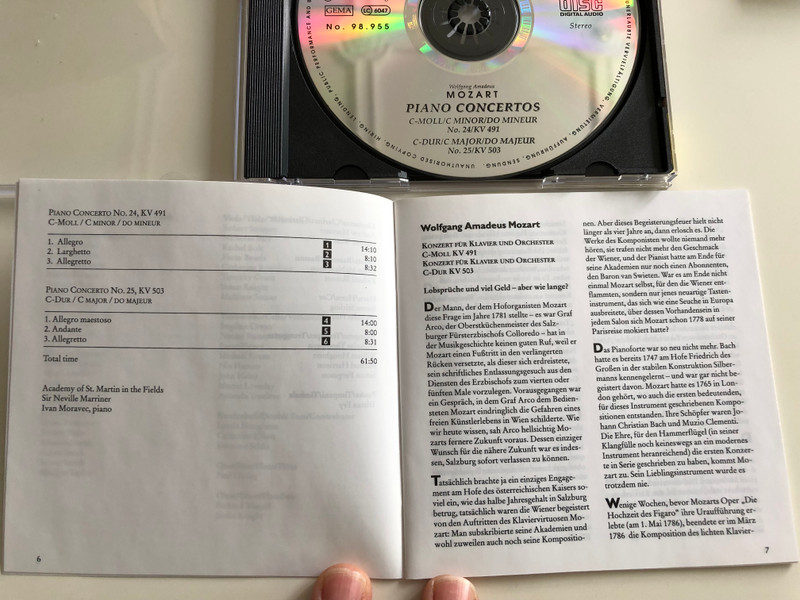 GEMA
LC 6047
No. 98.955
COMPACT
disc
DIGITAL AUDIO
Stereo
Wolfgang Amadeus
MOZART
PIANO CONCERTOS
C-MOLL/C MINOR/DO MINEUR
No. 24/KV 491
C-DUR/C MAJOR/DO MAJEUR
No. 25/KV 503
VERVIELFÄLTIGUNG, VERMIETUNG, AUFFÜHRUNG, SENDUNG. UNAUTHORISED COPYING, HIRING, LENDING, PUBLIC PERFORMANCE AND
PIANO CONCERTO NO. 24, KV 491
C-MOLL / C MINOR / DO MINEUR
1. Allegro 1 14:10
2. Larghetto 2 8:10
3. Allegretto 3 8:32
PIANO CONCERTO NO. 25, KV 503
C-DUR / C MAJOR / DO MAJEUR
1. Allegro maestoso 4 14:00
2. Andante 5 8:00
3. Allegretto 6 8:31
Total time 61:50
Academy of St. Martin in the Fields
Sir Neville Marriner
Ivan Moravec, piano
6
Wolfgang Amadeus Mozart
KONZERT FÜR KLAVIER UND ORCHESTER
C-MOLL KV 491
KONZERT FÜR KLAVIER UND ORCHESTER
C-DUR KV 503
Lobsprüche und viel Geld – aber wie lange?
Der Mann, der dem Hoforganisten Mozart
diese Frage im Jahre 1781 stellte – es war Graf
Arco, der Oberstküchenmeister des Salz-
burger Fürsterzbischofs Colloredo – hat in
der Musikgeschichte keinen guten Ruf, weil er
Mozart einen Fußtritt in den verlängerten
Rücken versetzte, als dieser sich erdreistete,
sein schriftliches Entlassungsgesuch aus den
Diensten des Erzbischofs zum vierten oder
fünften Male vorzulegen. Vorausgegangen war
ein Gespräch, in dem Graf Arco dem Bedien-
steten Mozart eindringlich die Gefahren eines
freien Künstlerlebens in Wien schilderte. Wie
wir heute wissen, sah Arco hellsichtig Mo-
zarts fernere Zukunft voraus. Dessen einziger
Wunsch für die nähere Zukunft war es indes-
sen, Salzburg sofort verlassen zu können.
Tatsächlich brachte ja ein einziges Engage-
ment am Hofe des österreichischen Kaisers so-
viel ein, wie das halbe Jahresgehalt in Salzburg
betrug, tatsächlich waren die Wiener begeistert
von den Auftritten des Klaviervirtuosen Mo-
zart: Man subskribierte seine Akademien und
wohl zuweilen auch noch seine Kompositio-
nen. Aber dieses Begeisterungsfeuer hielt nicht
länger als vier Jahre an, dann erlosch es. Die
Werke des Komponisten wollte niemand mehr
hören, sie trafen nicht mehr den Geschmack
der Wiener, und der Pianist hatte am Ende für
seine Akademien nur noch einen Abonnenten,
den Baron van Swieten. War es am Ende nicht
einmal Mozart selbst, für den die Wiener ent-
flammten, sondern nur jenes neuartige Tasten-
instrument, das sich wie eine Seuche in Europa
ausbreitete, über dessen Vorhandensein in
jedem Salon sich Mozart schon 1778 auf seiner
Parisreise mokiert hatte?
Das Pianoforte war so neu nicht mehr. Bach
hatte es bereits 1747 am Hofe Friedrich des
Großen in der stabilen Konstruktion Silber-
manns kennengelernt – und war gar nicht be-
geistert davon. Mozart hatte es 1765 in Lon-
don gehört, wo auch die ersten bedeutenden,
für dieses Instrument geschriebenen Kompo-
sitionen entstanden. Ihre Schöpfer waren Jo-
hann Christian Bach und Muzio Clementi.
Die Ehre, für den Hammerflügel (in seiner
Klangfülle noch keineswegs an ein modernes
Instrument heranreichend) die ersten Konzer-
te in Serie geschrieben zu haben, kommt Mo-
zart zu. Sein Lieblingsinstrument wurde es
trotzdem nie.
Wenige Wochen, bevor Mozarts Oper „Die
Hochzeit des Figaro“ ihre Uraufführung er-
lebte (am 1. Mai 1786), beendete er im März
1786 die Komposition des lichten Klavier-
7